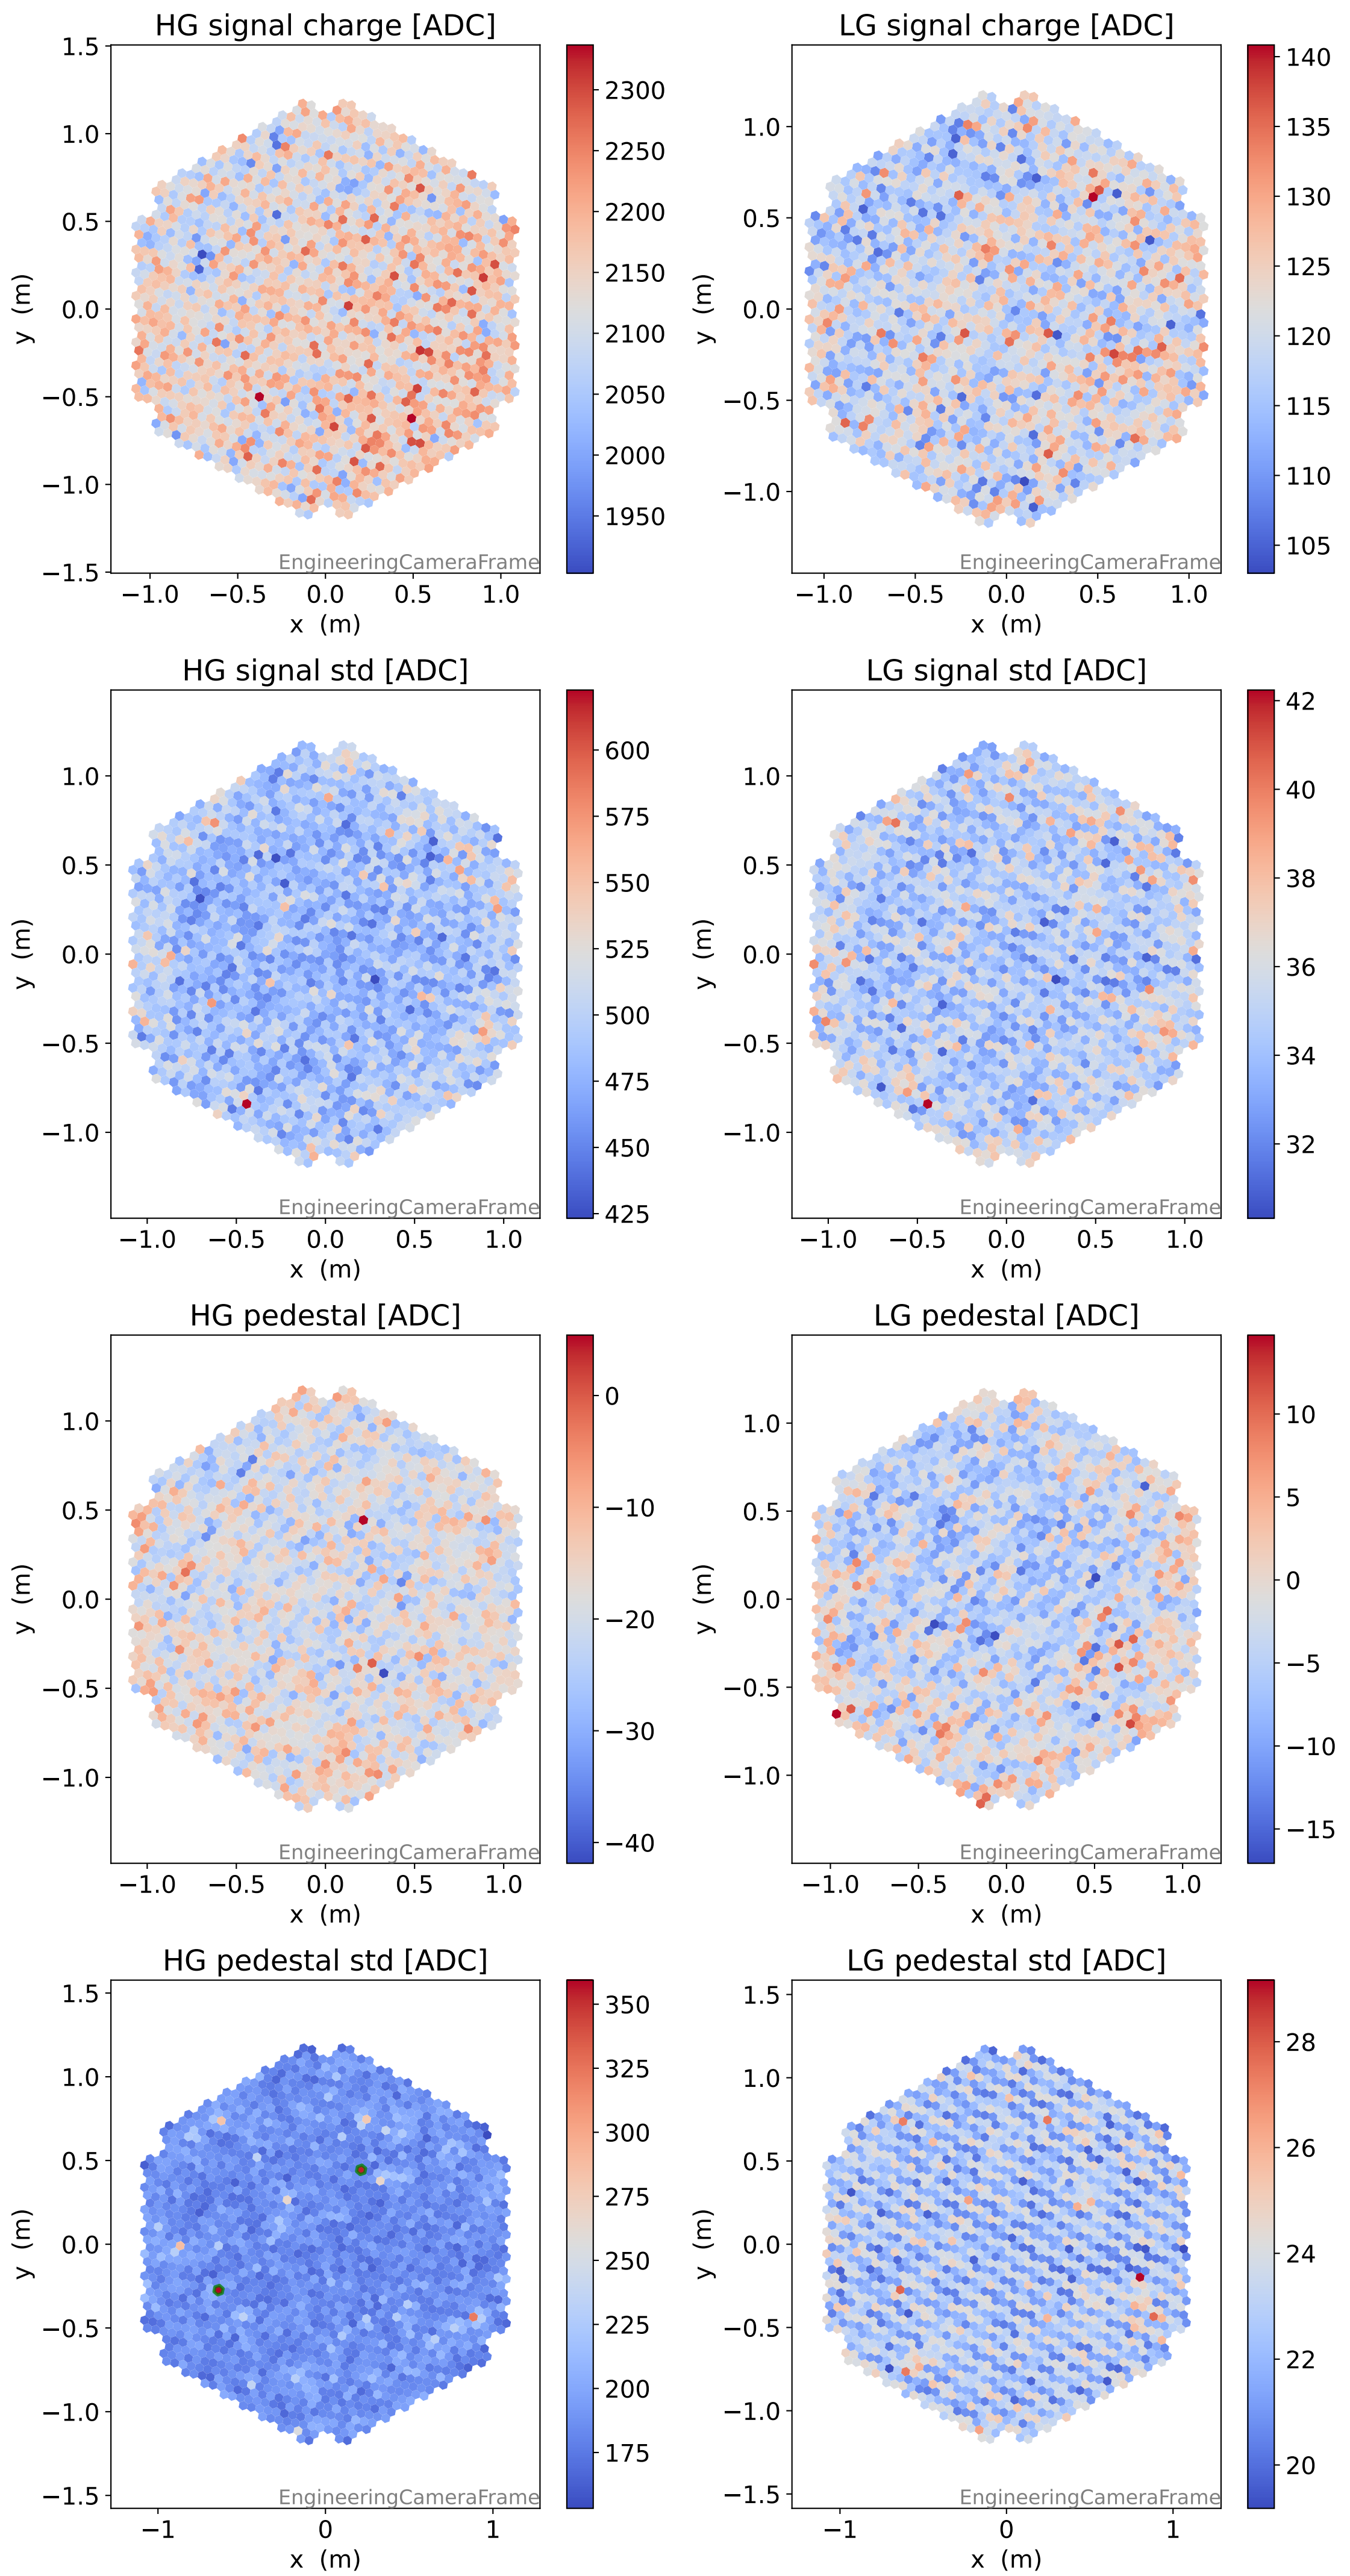 HG signal charge [ADC]
1.5
1.0
0.5
0.0
−0.5
−1.0
−1.5
y (m)
−1.0 −0.5 0.0 0.5 1.0
x (m)
EngineeringCameraFrame
2300
2250
2200
2150
2100
2050
2000
1950
LG signal charge [ADC]
1.0
0.5
0.0
−0.5
−1.0
y (m)
−1.0 −0.5 0.0 0.5 1.0
x (m)
EngineeringCameraFrame
140
135
130
125
120
115
110
105
HG signal std [ADC]
1.0
0.5
0.0
−0.5
−1.0
y (m)
−1.0 −0.5 0.0 0.5 1.0
x (m)
EngineeringCameraFrame
600
575
550
525
500
475
450
425
LG signal std [ADC]
1.0
0.5
0.0
−0.5
−1.0
y (m)
−1.0 −0.5 0.0 0.5 1.0
x (m)
EngineeringCameraFrame
42
40
38
36
34
32
HG pedestal [ADC]
1.0
0.5
0.0
−0.5
−1.0
y (m)
−1.0 −0.5 0.0 0.5 1.0
x (m)
EngineeringCameraFrame
0
−10
−20
−30
−40
LG pedestal [ADC]
1.0
0.5
0.0
−0.5
−1.0
y (m)
−1.0 −0.5 0.0 0.5 1.0
x (m)
EngineeringCameraFrame
10
5
0
−5
−10
−15
HG pedestal std [ADC]
1.5
1.0
0.5
0.0
−0.5
−1.0
−1.5
y (m)
−1 0 1
x (m)
EngineeringCameraFrame
350
325
300
275
250
225
200
175
LG pedestal std [ADC]
1.5
1.0
0.5
0.0
−0.5
−1.0
−1.5
y (m)
−1 0 1
x (m)
EngineeringCameraFrame
28
26
24
22
20